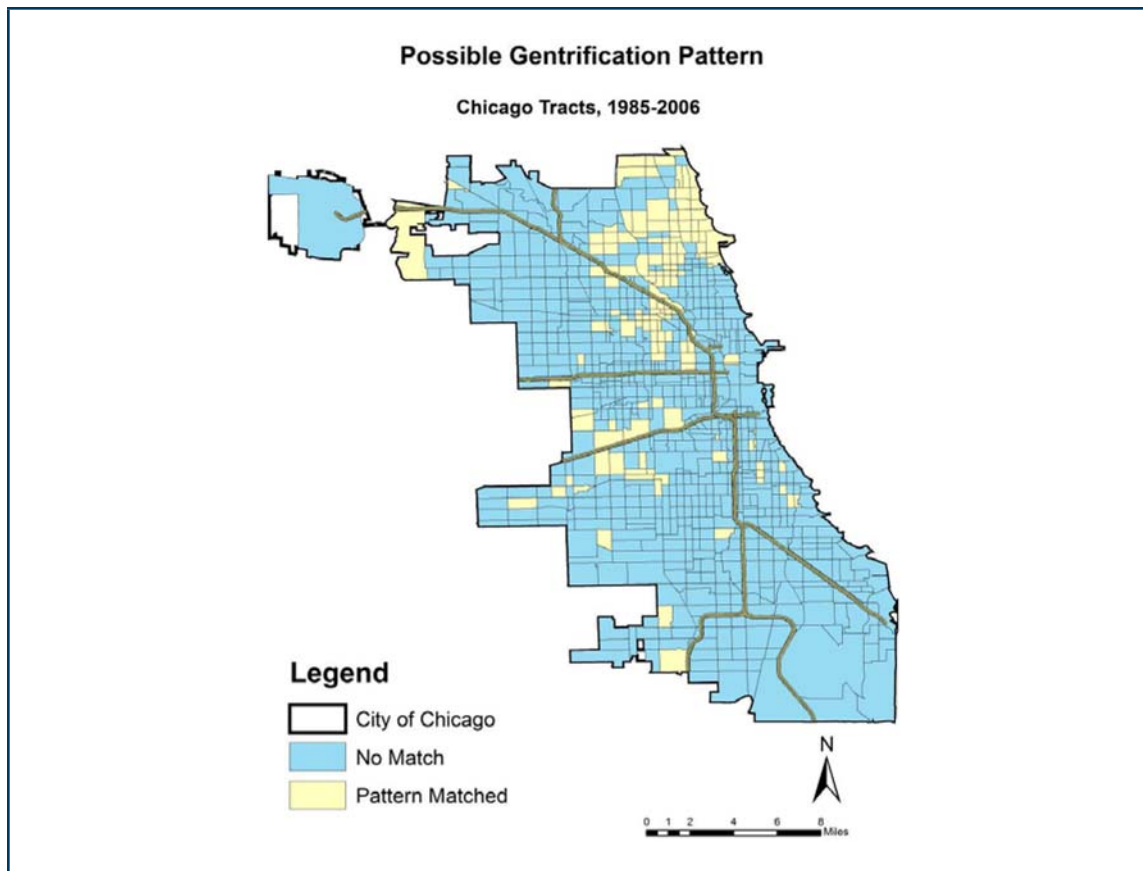 Possible Gentrification Pattern
Chicago Tracts, 1985-2006
Legend
City of Chicago
No Match
Pattern Matched
N
0 1 2 4 6 8
Miles